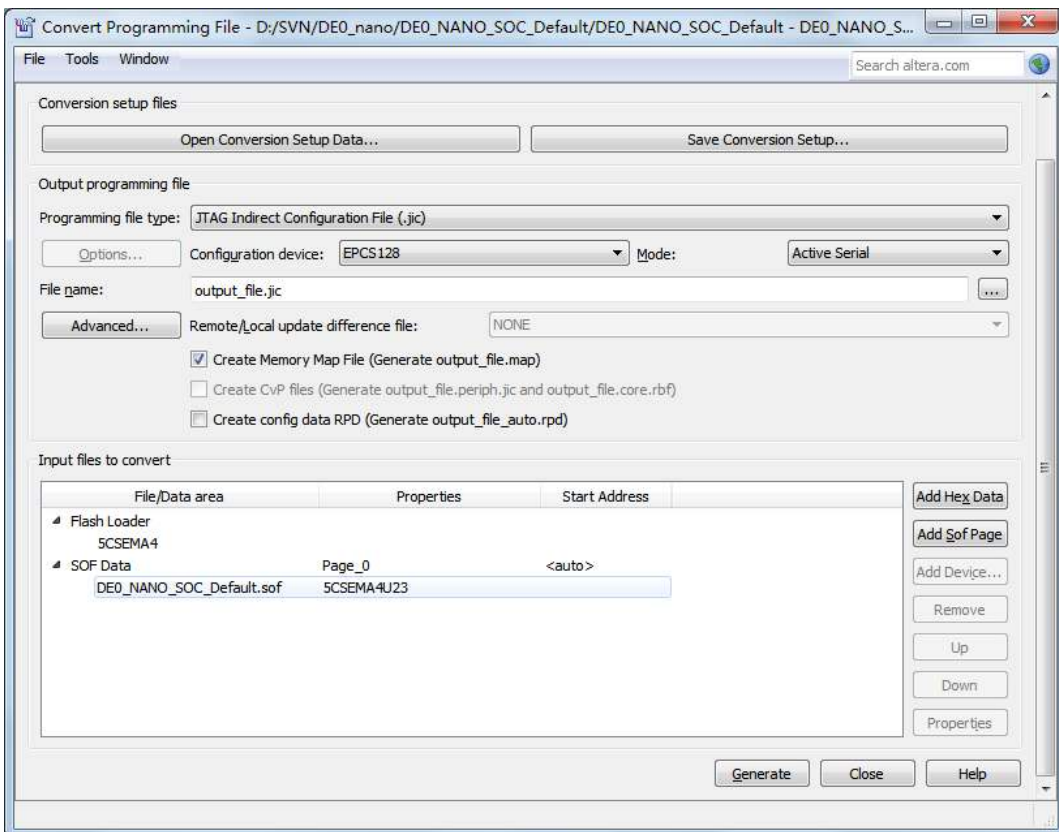 Convert Programming File - D:/SVN/DE0_nano/DE0_NANO_SOC_Default/DE0_NANO_SOC_Default - DE0_NANO_S...
File Tools Window Search altera.com
Conversion setup files
Open Conversion Setup Data... Save Conversion Setup...
Output programming file
Programming file type: JTAG Indirect Configuration File (.jic)
Options... Configuration device: EPCS128 Mode: Active Serial
File name: output_file.jic ...
Advanced... Remote/Local update difference file: NONE
Create Memory Map File (Generate output_file.map)
Create CvP files (Generate output_file.periph.jic and output_file.core.rbf)
Create config data RPD (Generate output_file_auto.rpd)
Input files to convert
File/Data area Properties Start Address Add Hex Data
Flash Loader
5CSEMA4 Add Sof Page
SOF Data Page_0 <auto>
DE0_NANO_SOC_Default.sof 5CSEMA4U23 Add Device...
Remove
Up
Down
Properties
Generate Close Help